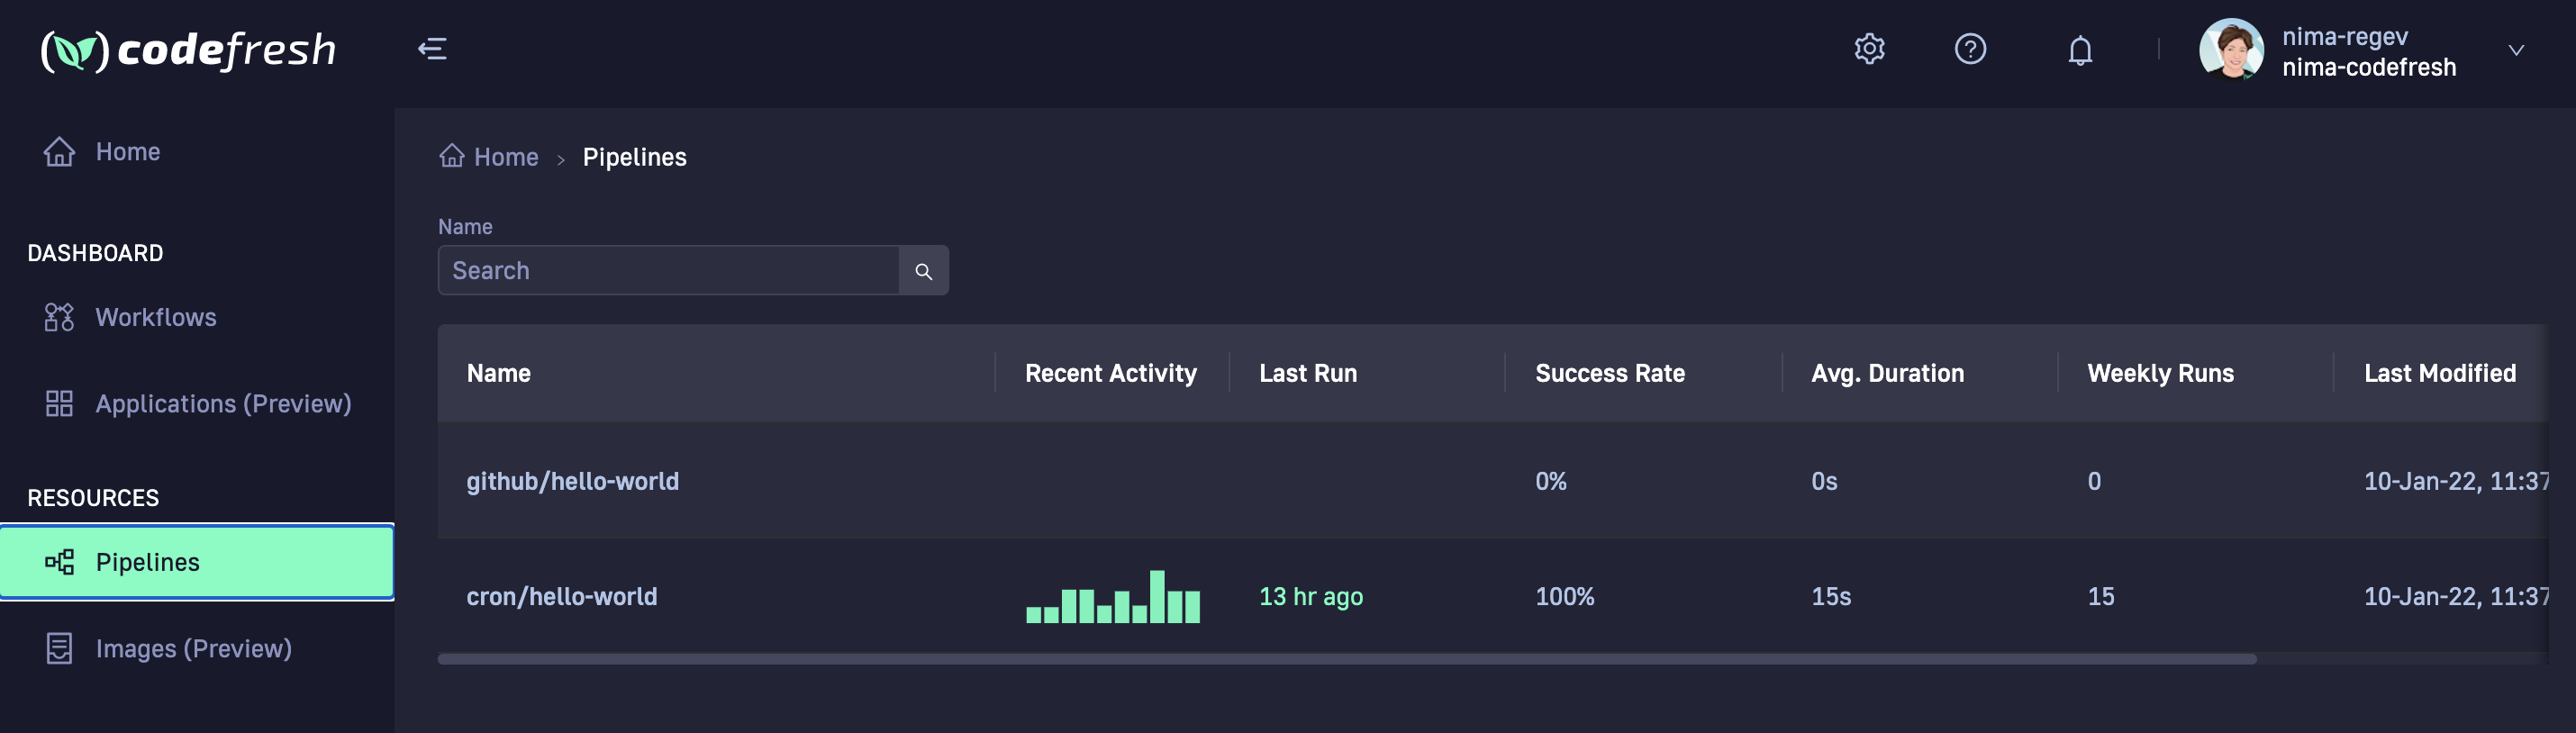 codefresh
nima-regev
nima-codefresh
Home
DASHBOARD
Workflows
Applications (Preview)
RESOURCES
Pipelines
Images (Preview)
Home > Pipelines
Name
Search
Name Recent Activity Last Run Success Rate Avg. Duration Weekly Runs Last Modified
github/hello-world 0% 0s 0 10-Jan-22, 11:37
cron/hello-world 13 hr ago 100% 15s 15 10-Jan-22, 11:37